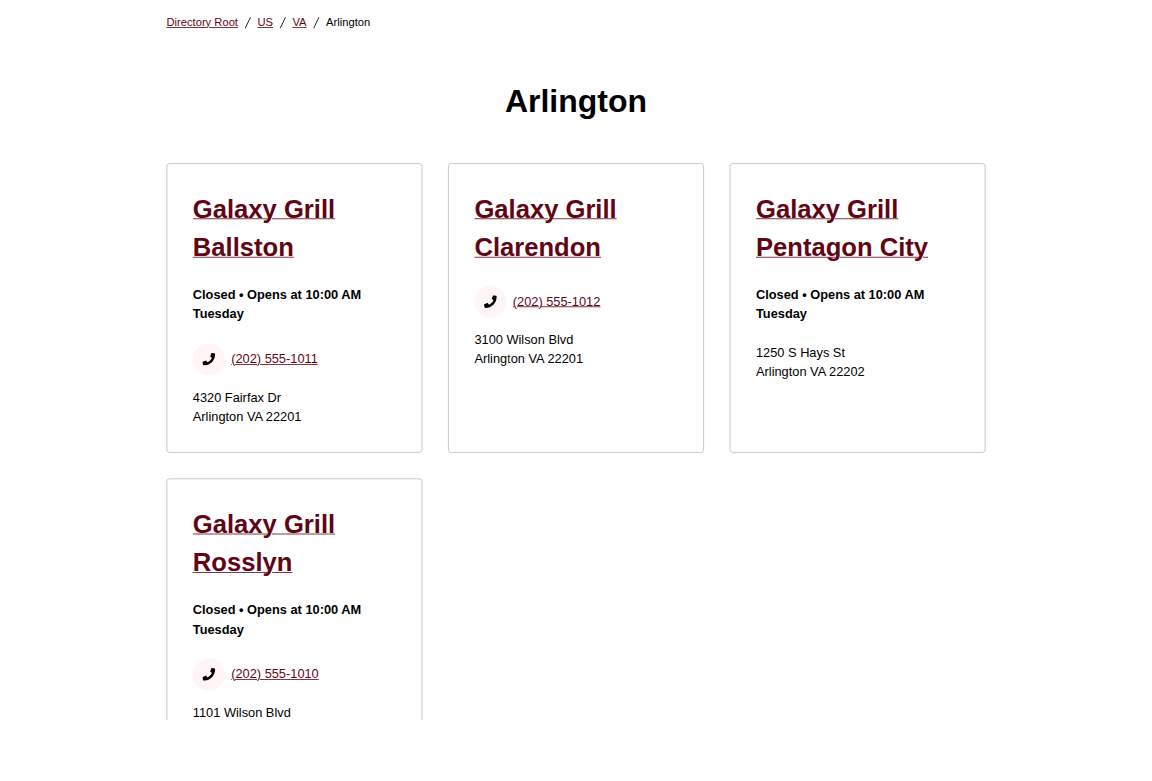 Directory Root / US / VA / Arlington
Arlington
Galaxy Grill
Ballston
Closed • Opens at 10:00 AM
Tuesday
(202) 555-1011
4320 Fairfax Dr
Arlington VA 22201
Galaxy Grill
Clarendon
(202) 555-1012
3100 Wilson Blvd
Arlington VA 22201
Galaxy Grill
Pentagon City
Closed • Opens at 10:00 AM
Tuesday
1250 S Hays St
Arlington VA 22202
Galaxy Grill
Rosslyn
Closed • Opens at 10:00 AM
Tuesday
(202) 555-1010
1101 Wilson Blvd